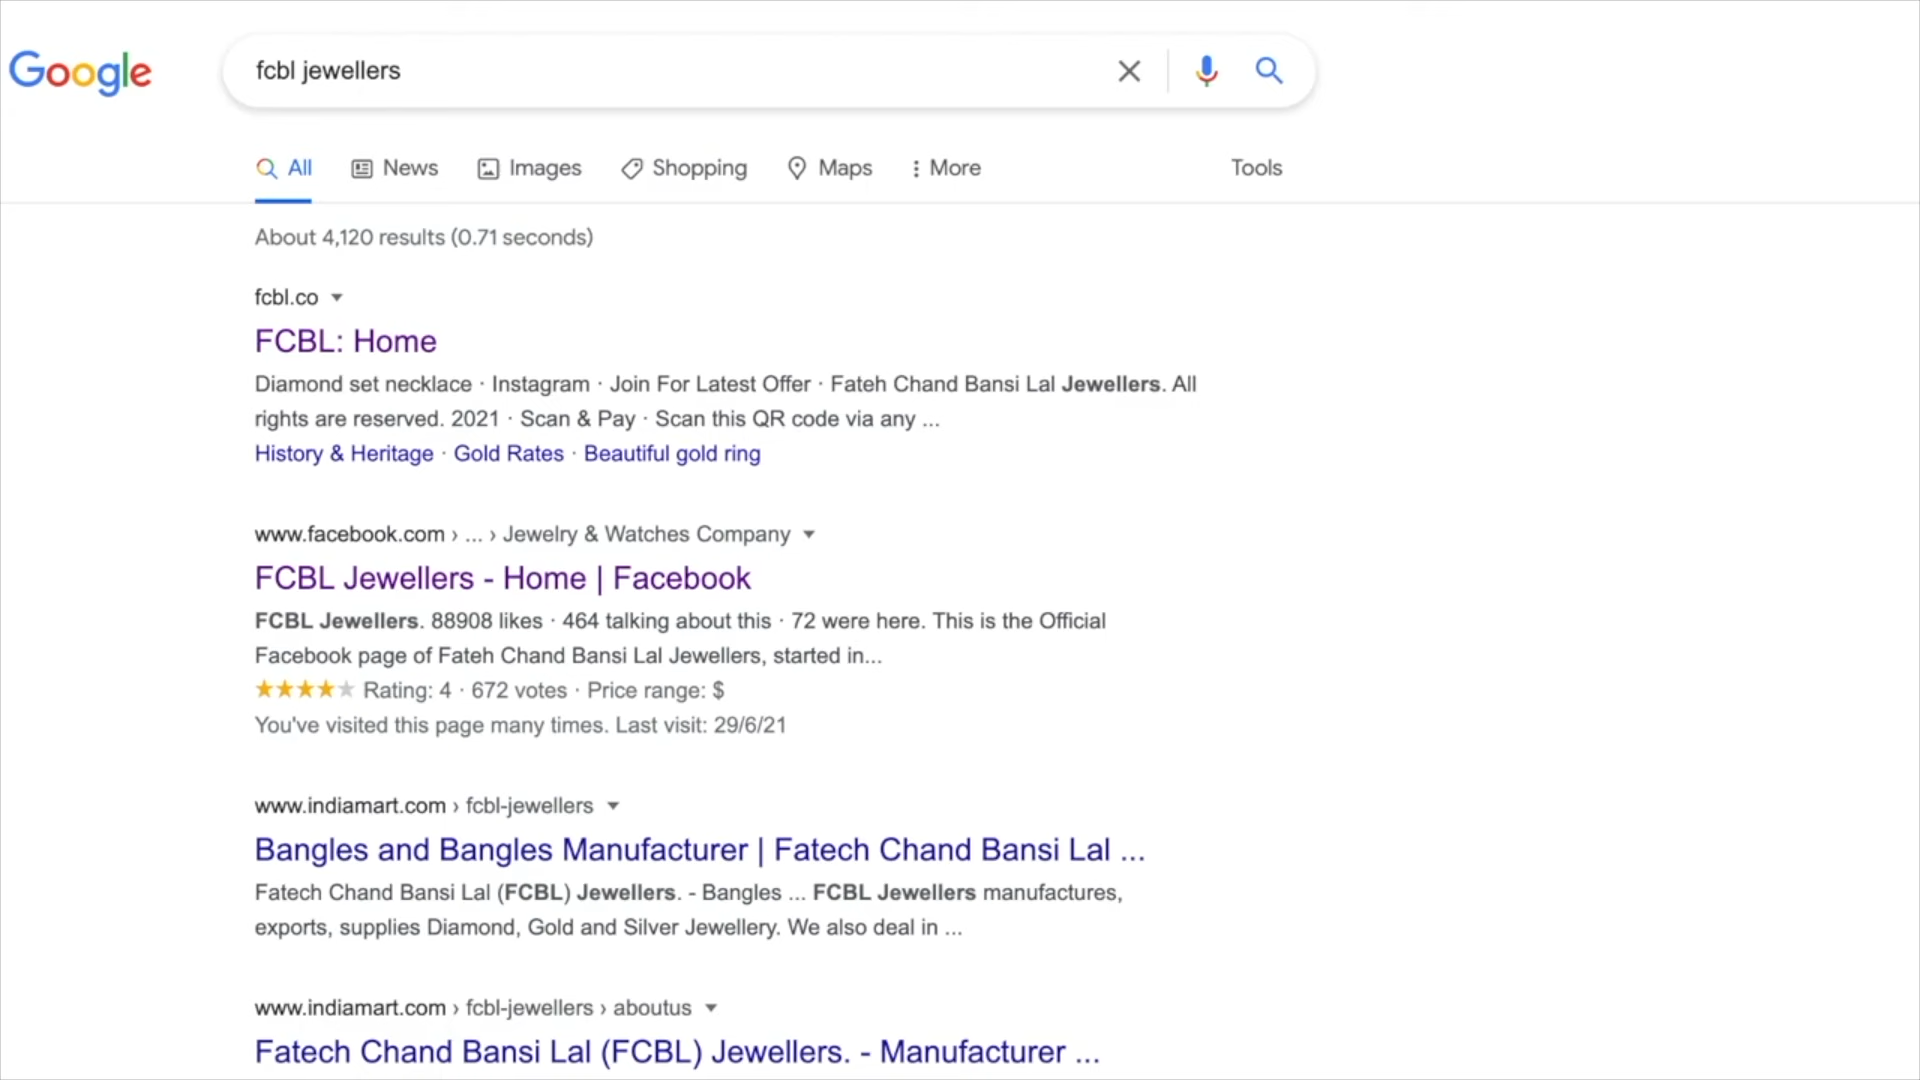 Google
fcbl jewellers
All News Images Shopping Maps More Tools
About 4,120 results (0.71 seconds)
fcbl.co
FCBL: Home
Diamond set necklace · Instagram · Join For Latest Offer · Fateh Chand Bansi Lal Jewellers. All
rights are reserved. 2021 · Scan & Pay · Scan this QR code via any ...
History & Heritage · Gold Rates · Beautiful gold ring
www.facebook.com › ... › Jewelry & Watches Company
FCBL Jewellers - Home | Facebook
FCBL Jewellers. 88908 likes · 464 talking about this · 72 were here. This is the Official
Facebook page of Fateh Chand Bansi Lal Jewellers, started in...
Rating: 4 · 672 votes · Price range: $
You've visited this page many times. Last visit: 29/6/21
www.indiamart.com › fcbl-jewellers
Bangles and Bangles Manufacturer | Fatech Chand Bansi Lal ...
Fatech Chand Bansi Lal (FCBL) Jewellers. - Bangles ... FCBL Jewellers manufactures,
exports, supplies Diamond, Gold and Silver Jewellery. We also deal in ...
www.indiamart.com › fcbl-jewellers › aboutus
Fatech Chand Bansi Lal (FCBL) Jewellers. - Manufacturer ...